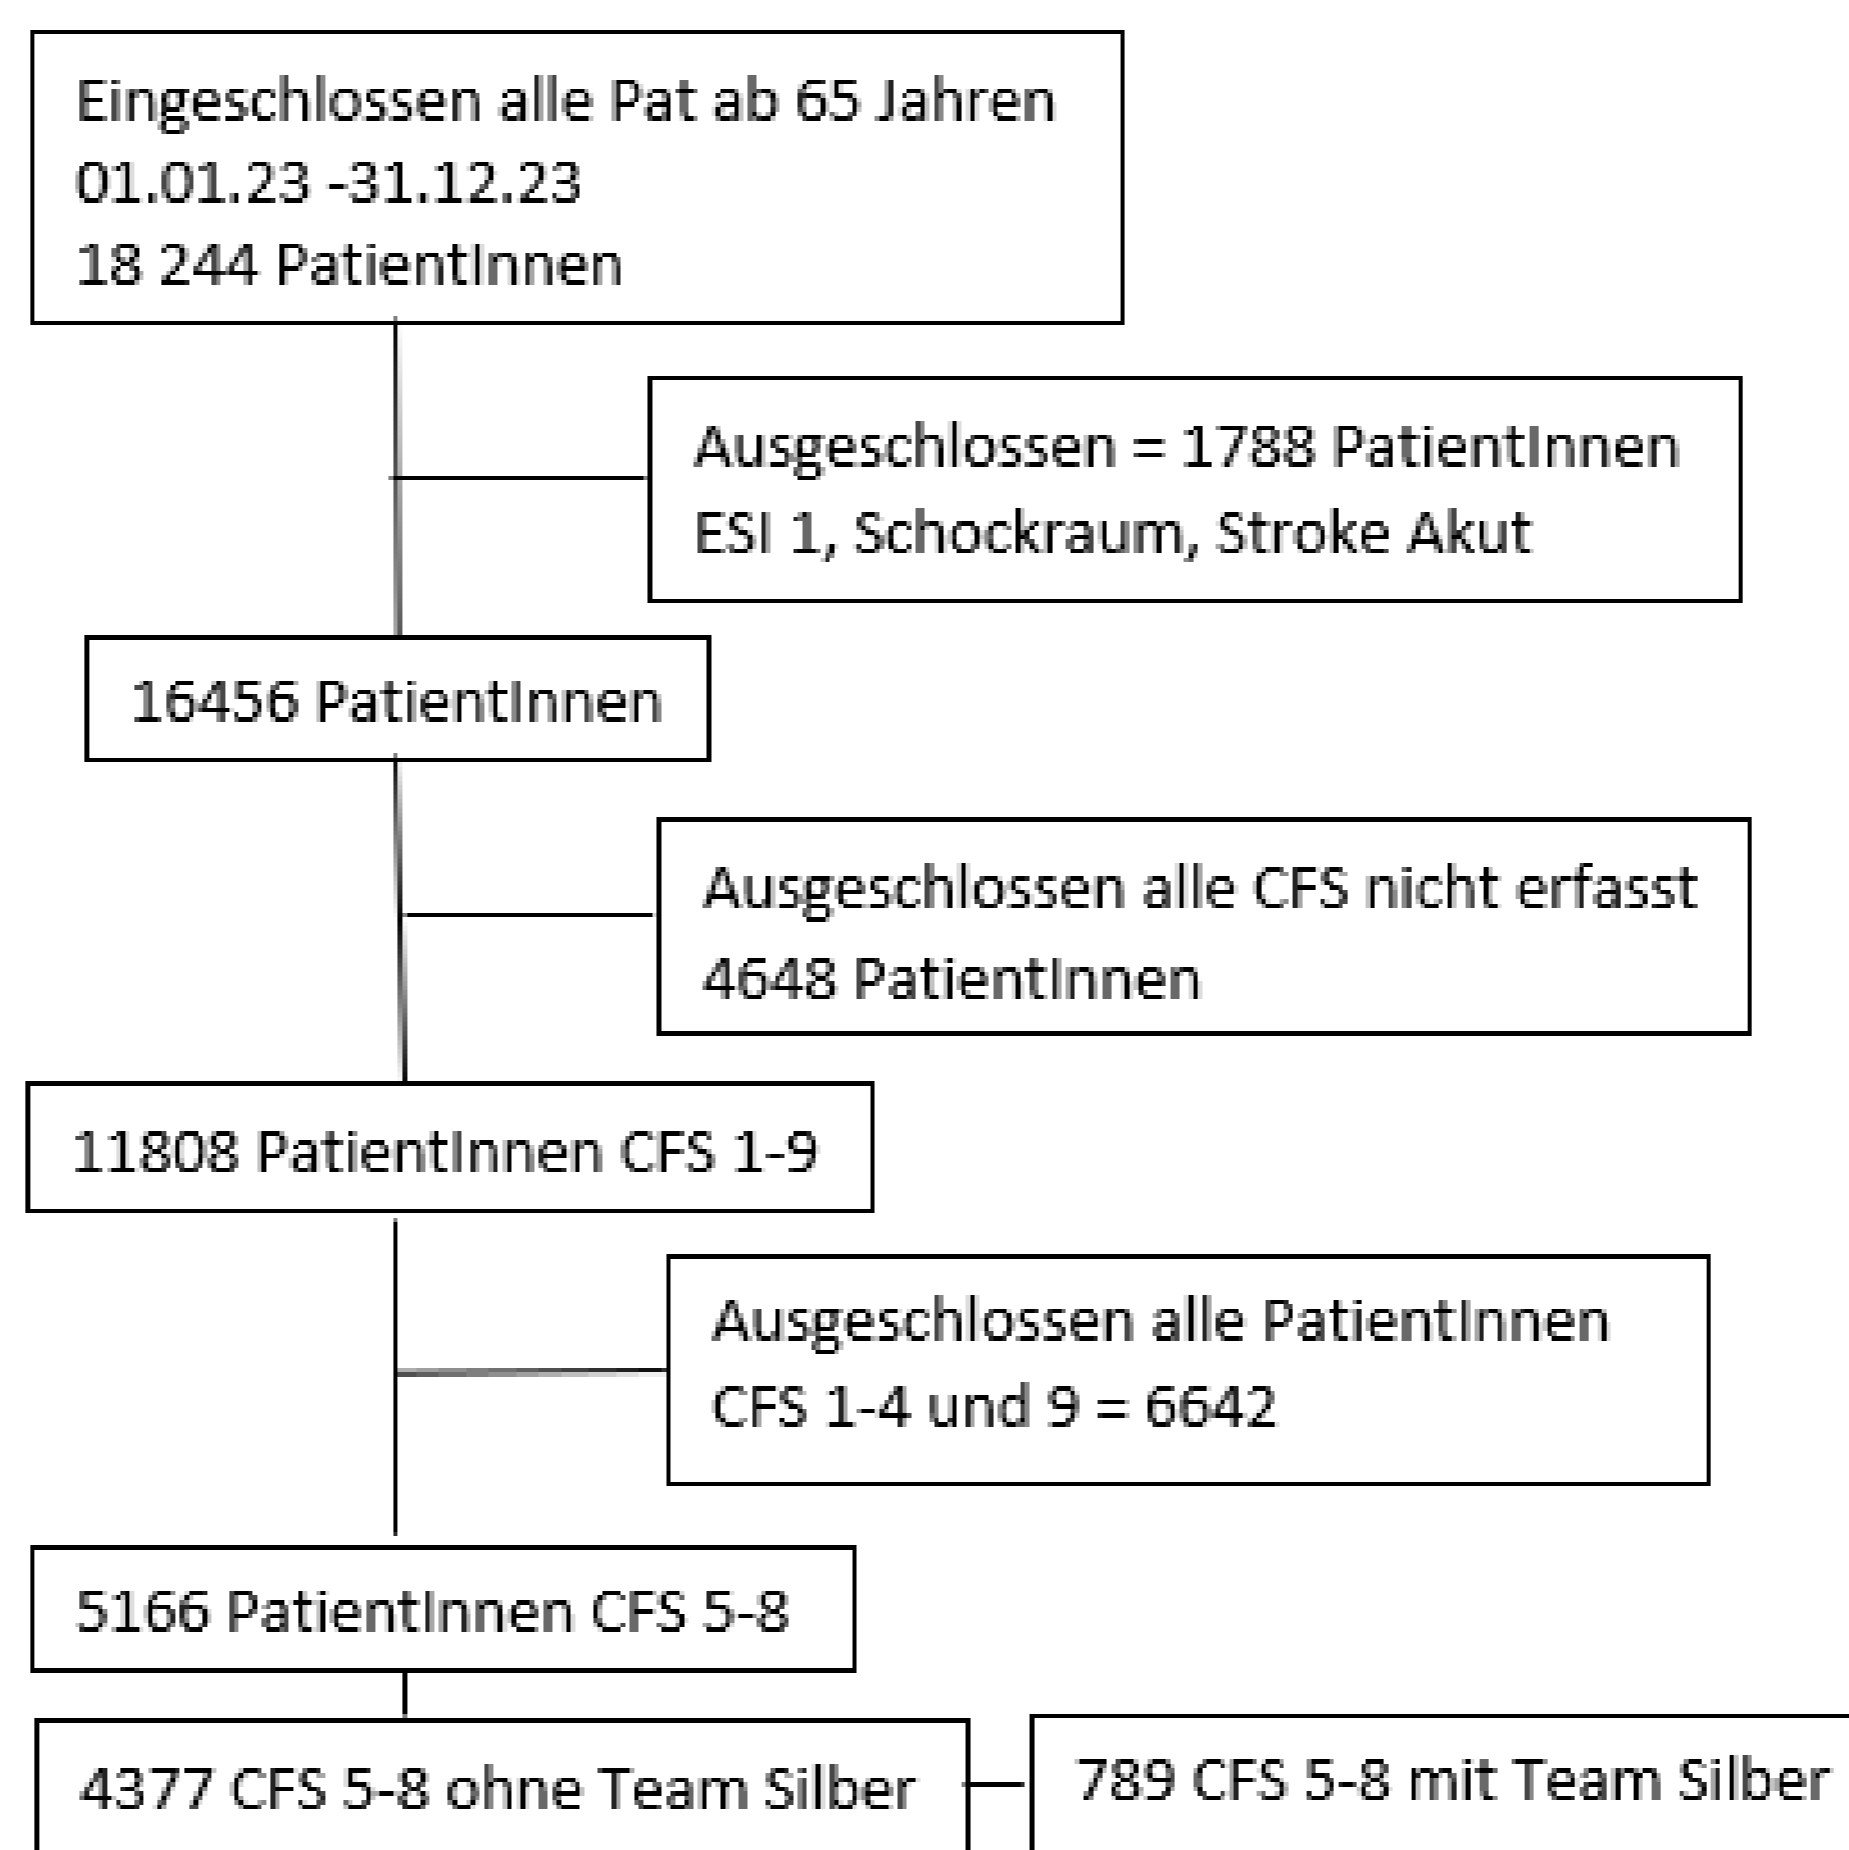 Eingeschlossen alle Pat ab 65 Jahren
01.01.23 -31.12.23
18 244 PatientInnen
Ausgeschlossen = 1788 PatientInnen
ESI 1, Schockraum, Stroke Akut
16456 PatientInnen
Ausgeschlossen alle CFS nicht erfasst
4648 PatientInnen
11808 PatientInnen CFS 1-9
Ausgeschlossen alle PatientInnen
CFS 1-4 und 9 = 6642
5166 PatientInnen CFS 5-8
4377 CFS 5-8 ohne Team Silber
789 CFS 5-8 mit Team Silber